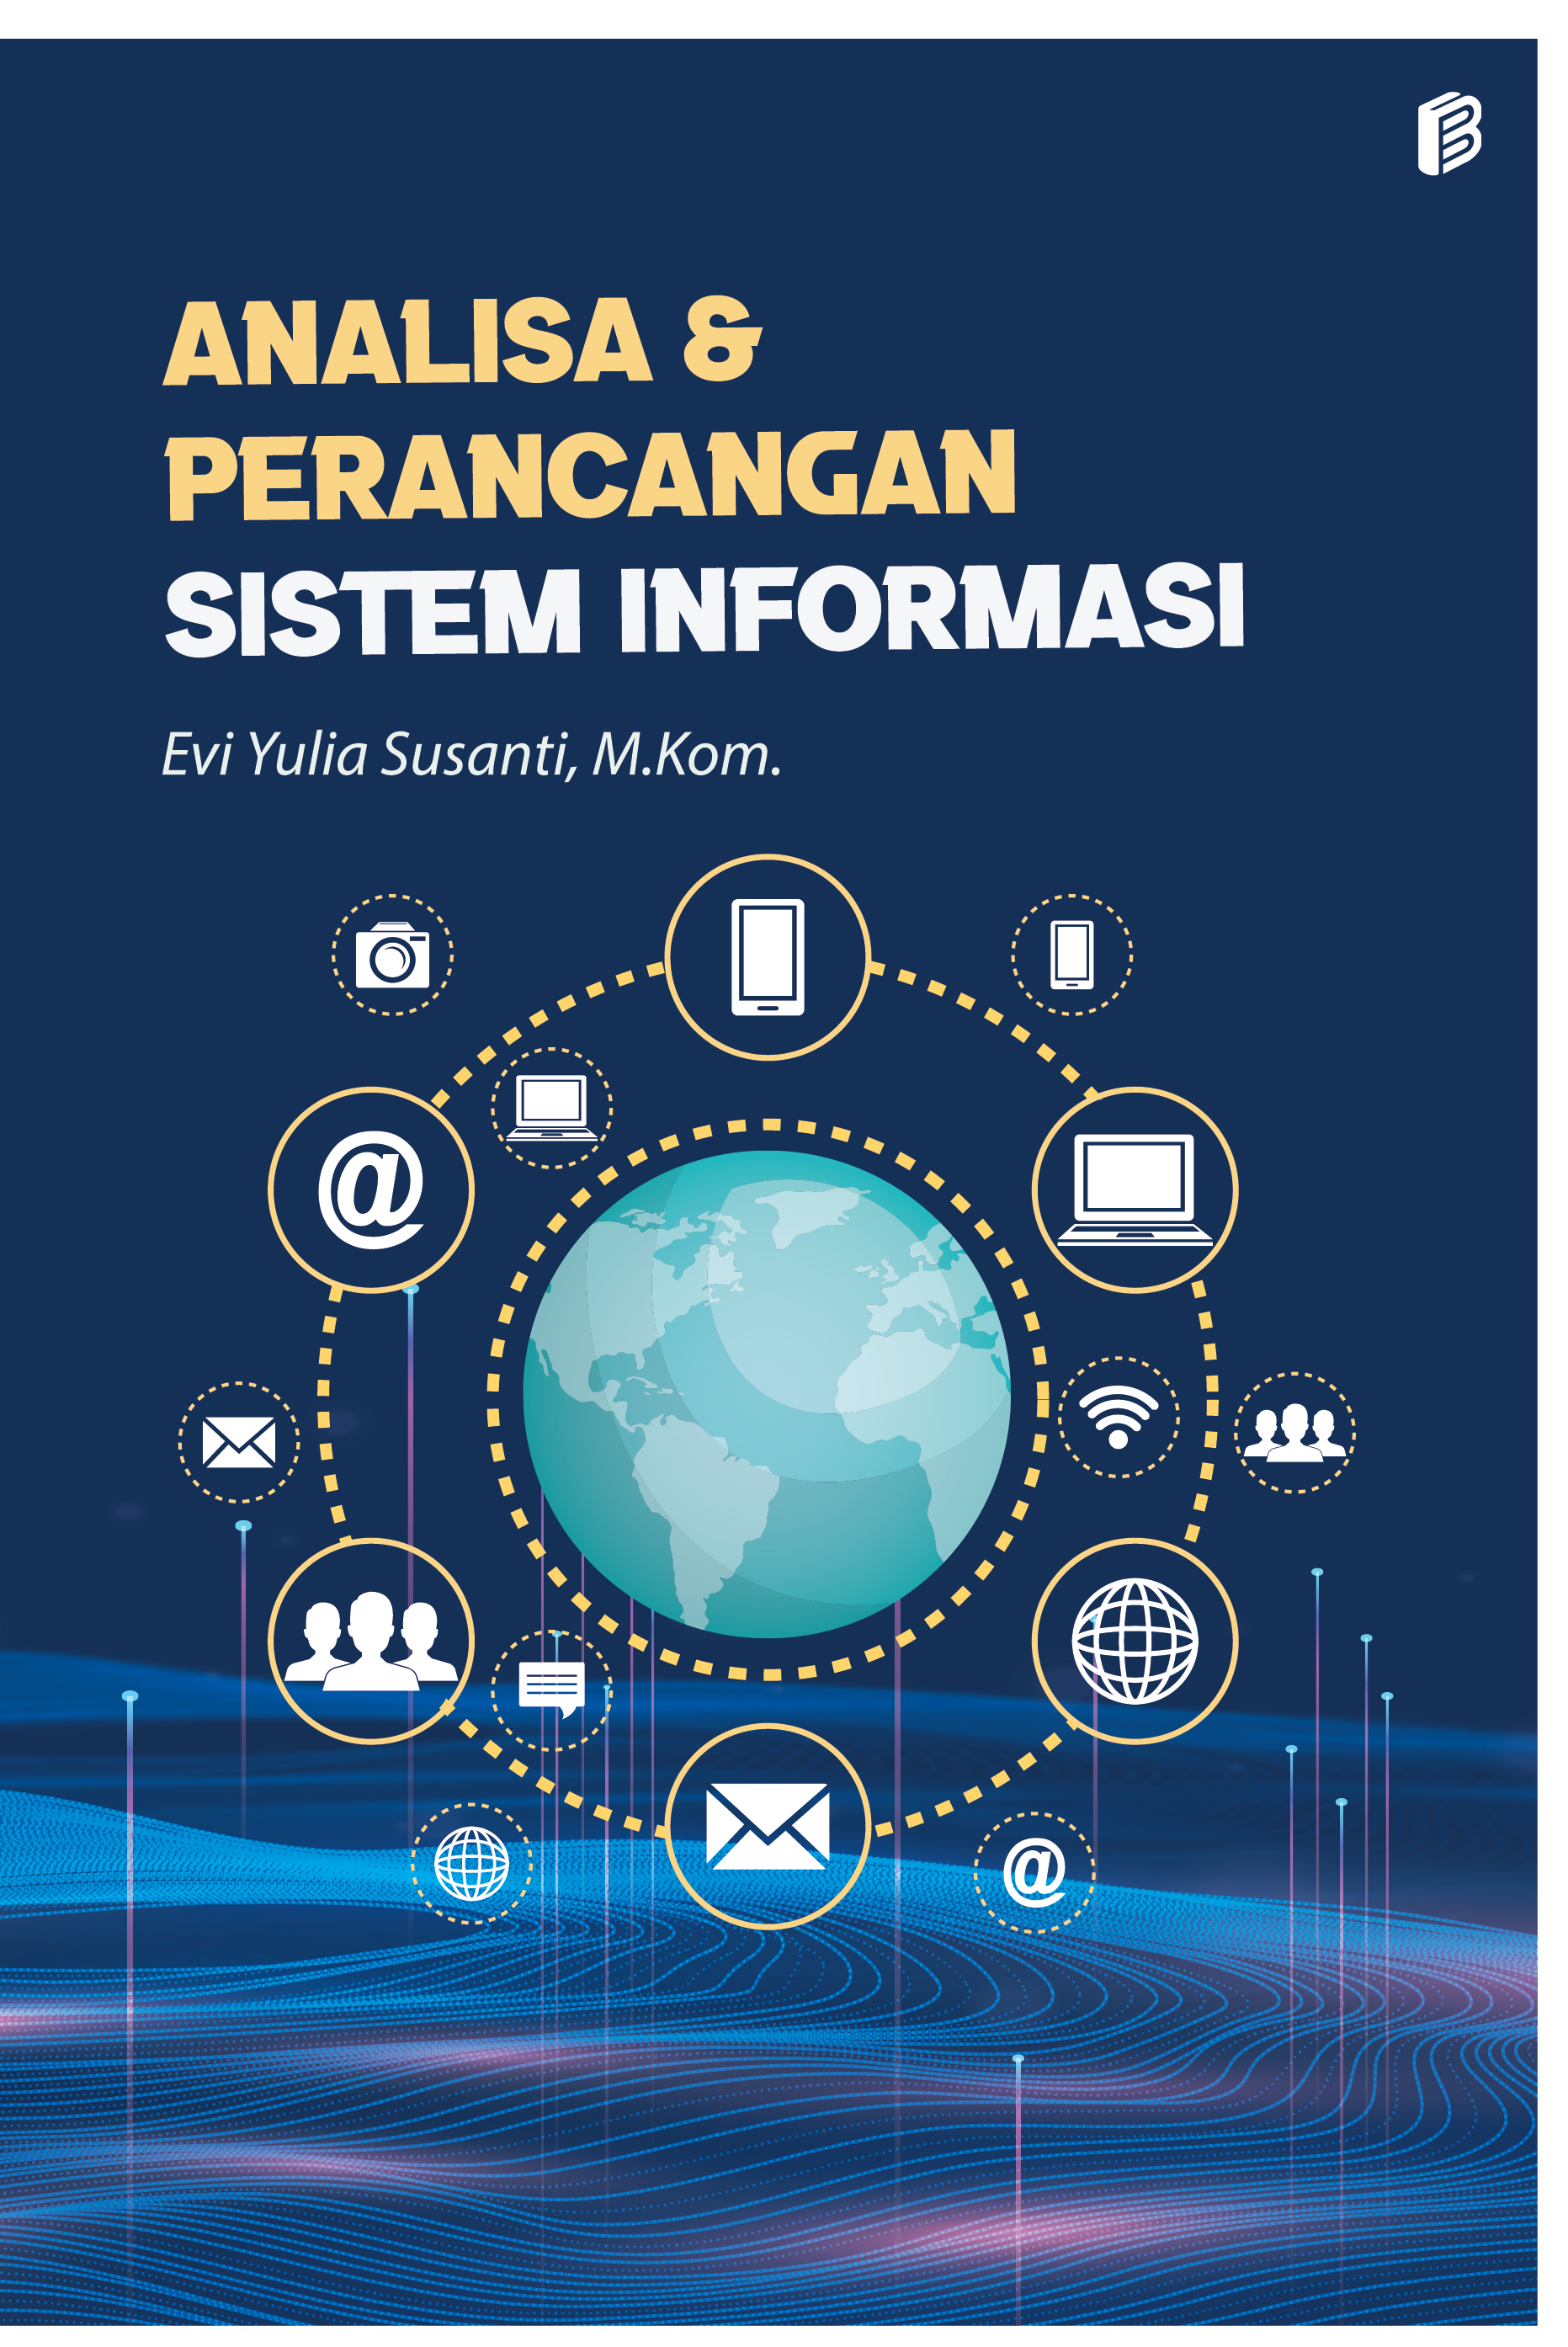 ANALISA &
PERANCANGAN
SISTEM INFORMASI
Evi Yulia Susanti, M.Kom.
@
@